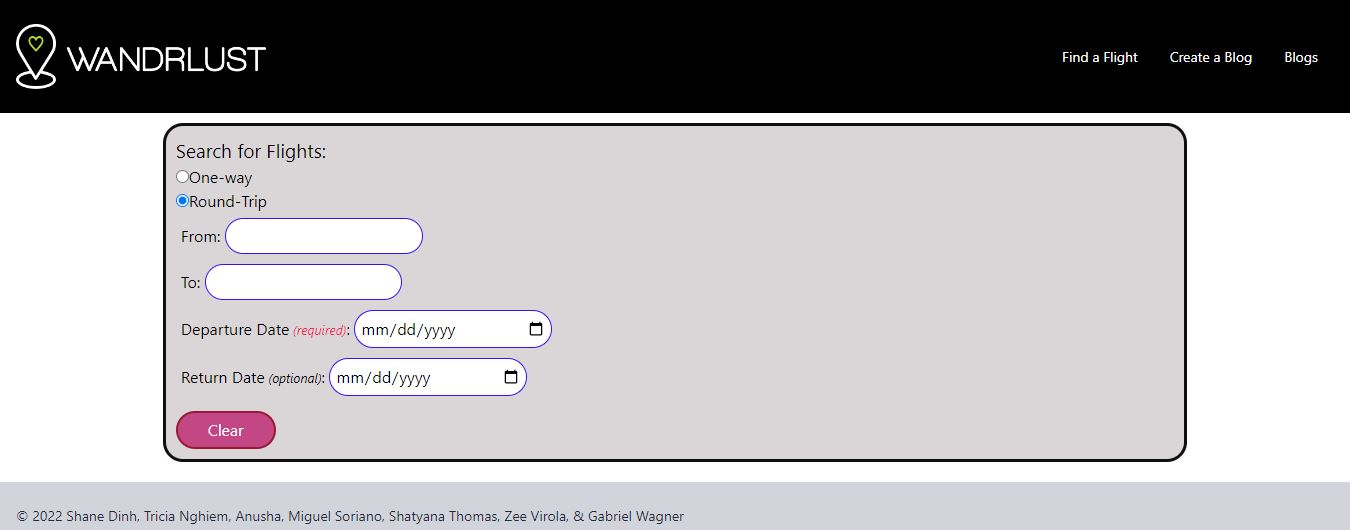 WANDRLUST
Find a Flight Create a Blog Blogs
Search for Flights:
One-way
Round-Trip
From:
To:
Departure Date (required): mm/dd/yyyy
Return Date (optional): mm/dd/yyyy
Clear
© 2022 Shane Dinh, Tricia Nghiem, Anusha, Miguel Soriano, Shatyana Thomas, Zee Virola, & Gabriel Wagner